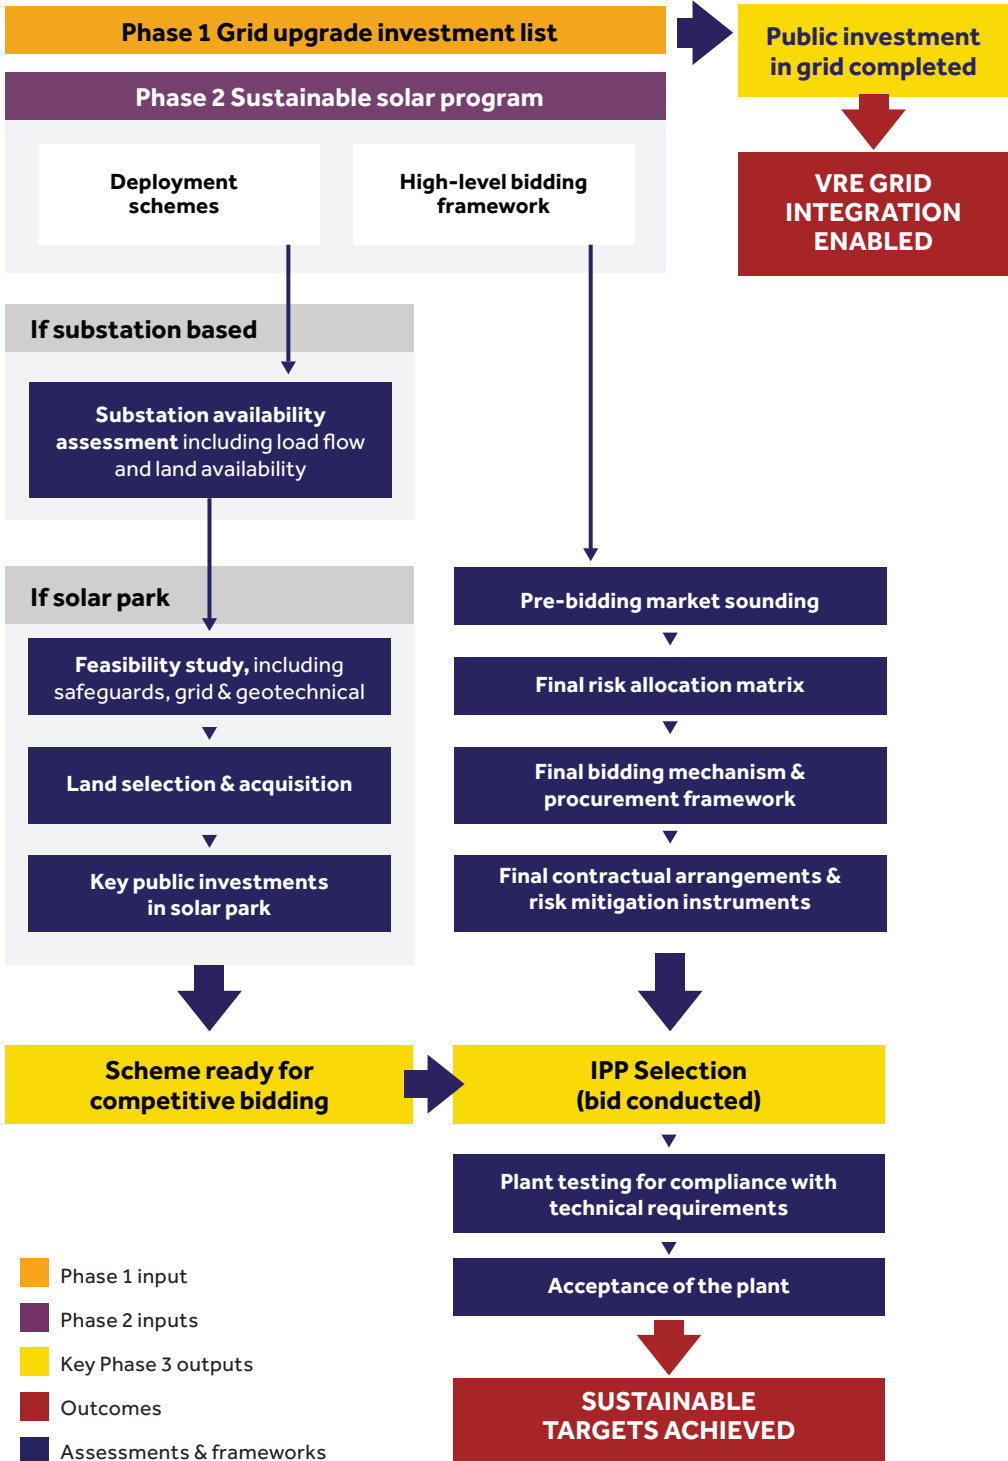 Phase 1 Grid upgrade investment list
Public investment
in grid completed
Phase 2 Sustainable solar program
VRE GRID
INTEGRATION
ENABLED
Deployment
schemes
High-level bidding
framework
If substation based
Substation availability
assessment including load flow
and land availability
If solar park
Feasibility study, including
safeguards, grid & geotechnical
Land selection & acquisition
Key public investments
in solar park
Pre-bidding market sounding
Final risk allocation matrix
Final bidding mechanism &
procurement framework
Final contractual arrangements &
risk mitigation instruments
Scheme ready for
competitive bidding
IPP Selection
(bid conducted)
Plant testing for compliance with
technical requirements
Acceptance of the plant
SUSTAINABLE
TARGETS ACHIEVED
Phase 1 input
Phase 2 inputs
Key Phase 3 outputs
Outcomes
Assessments & frameworks